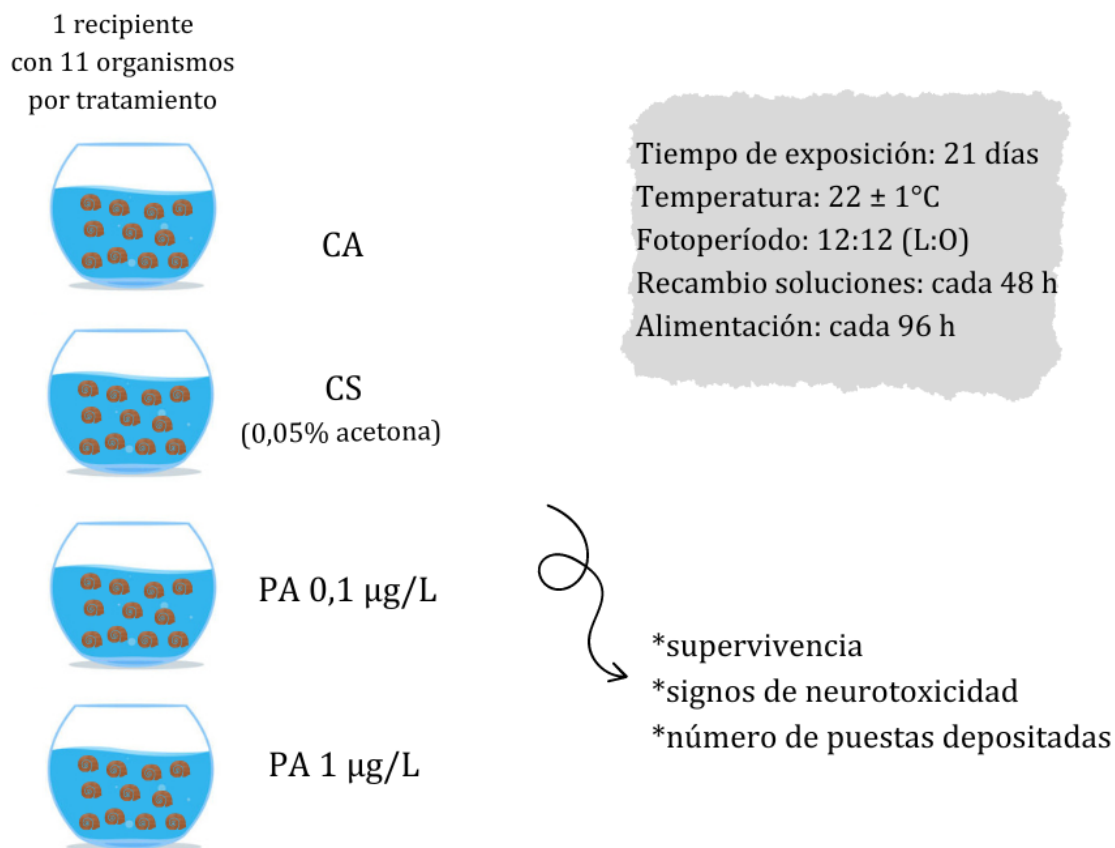 1 recipiente
con 11 organismos
por tratamiento
CA
CS
(0,05% acetona)
PA 0,1 µg/L
PA 1 µg/L
Tiempo de exposición: 21 días
Temperatura: 22 ± 1°C
Fotoperíodo: 12:12 (L:O)
Recambio soluciones: cada 48 h
Alimentación: cada 96 h
*supervivencia
*signos de neurotoxicidad
*número de puestas depositadas